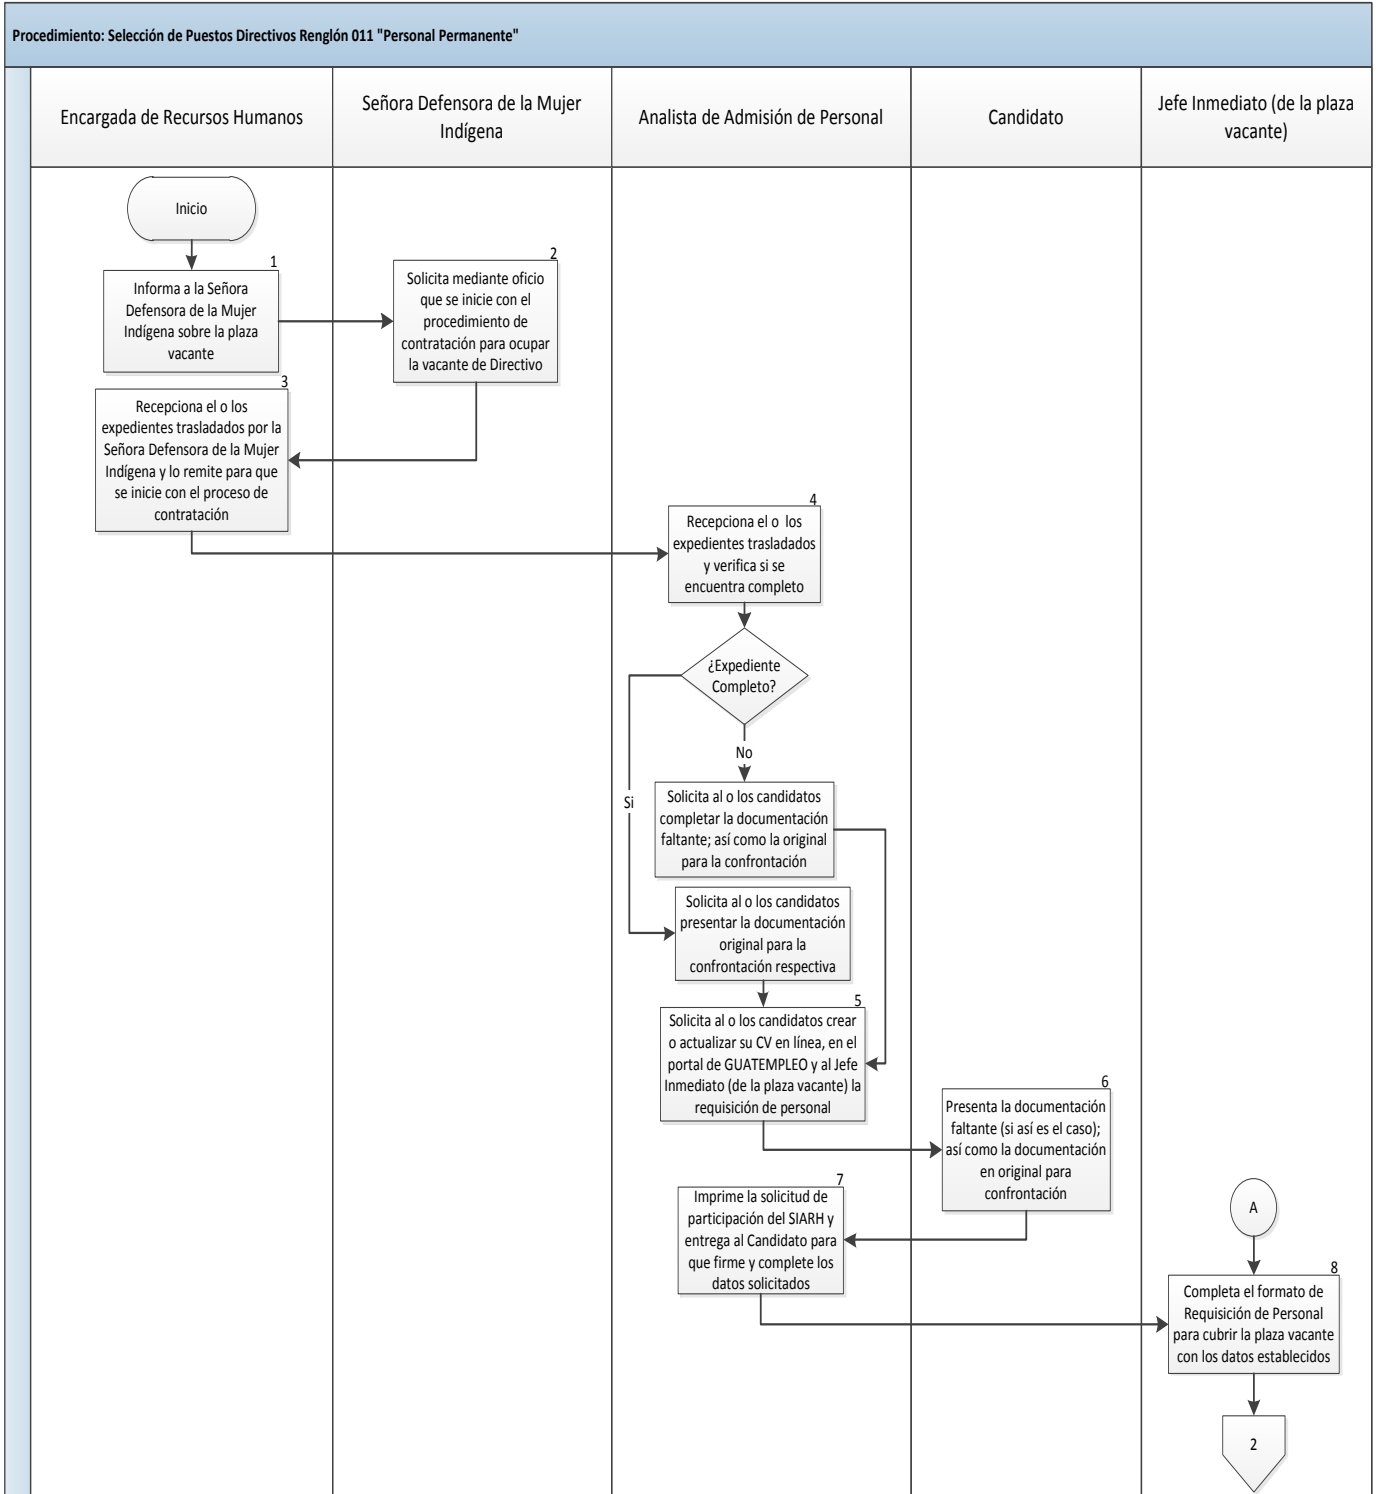 Procedimiento: Selección de Puestos Directivos Renglón 011 "Personal Permanente"
Encargada de Recursos Humanos
Señora Defensora de la Mujer
Indígena
Analista de Admisión de Personal
Candidato
Jefe Inmediato (de la plaza
vacante)
Inicio
1
Informa a la Señora
Defensora de la Mujer
Indígena sobre la plaza
vacante
2
Solicita mediante oficio
que se inicie con el
procedimiento de
contratación para ocupar
la vacante de Directivo
3
Recepciona el o los
expedientes trasladados por la
Señora Defensora de la Mujer
Indígena y lo remite para que
se inicie con el proceso de
contratación
4
Recepciona el o los
expedientes trasladados
y verifica si se
encuentra completo
¿Expediente
Completo?
No
Si
Solicita al o los candidatos
completar la documentación
faltante; así como la original
para la confrontación
Solicita al o los candidatos
presentar la documentación
original para la
confrontación respectiva
5
Solicita al o los candidatos crear
o actualizar su CV en línea, en el
portal de GUATEMPLEO y al Jefe
Inmediato (de la plaza vacante) la
requisición de personal
6
Presenta la documentación
faltante (si así es el caso);
así como la documentación
en original para
confrontación
7
Imprime la solicitud de
participación del SIARH y
entrega al Candidato para
que firme y complete los
datos solicitados
A
8
Completa el formato de
Requisición de Personal
para cubrir la plaza vacante
con los datos establecidos
2